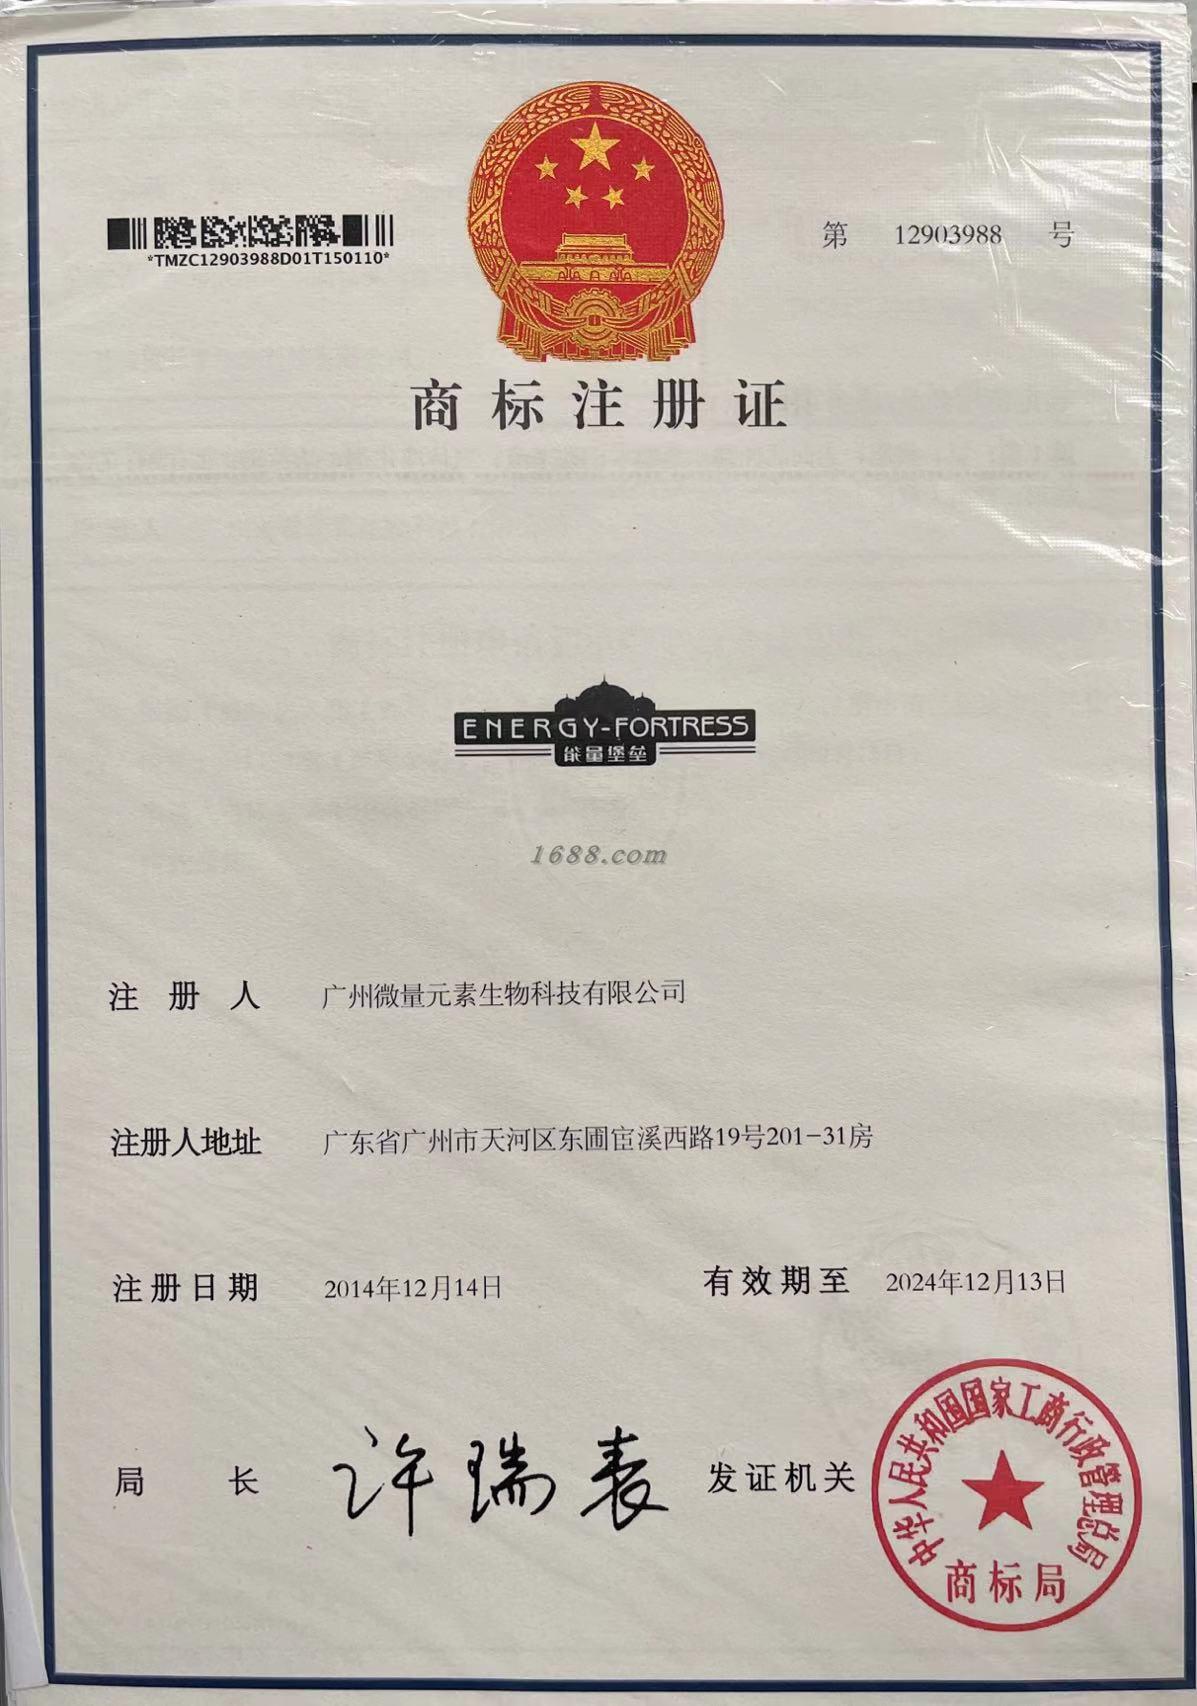 *TMZC12903988D01T150110*
第 12903988 号
商标注册证
ENERGY-FORTRESS
能量堡垒
1688.com
注册人 广州微量元素生物科技有限公司
注册人地址 广东省广州市天河区东圃宦溪西路19号201-31房
注册日期 2014年12月14日 有效期至 2024年12月13日
局长 许瑞表 发证机关
中华人民共和国国家工商行政管理总局
商标局